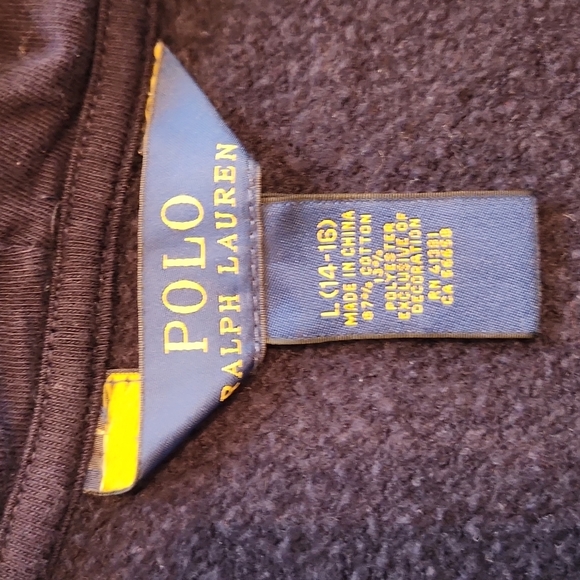 POLO
RALPH LAUREN
L (14-16)
MADE IN CHINA
87% COTTON
13%
POLYESTER
EXCLUSIVE OF
DECORATION
RN 41381
CA 56658